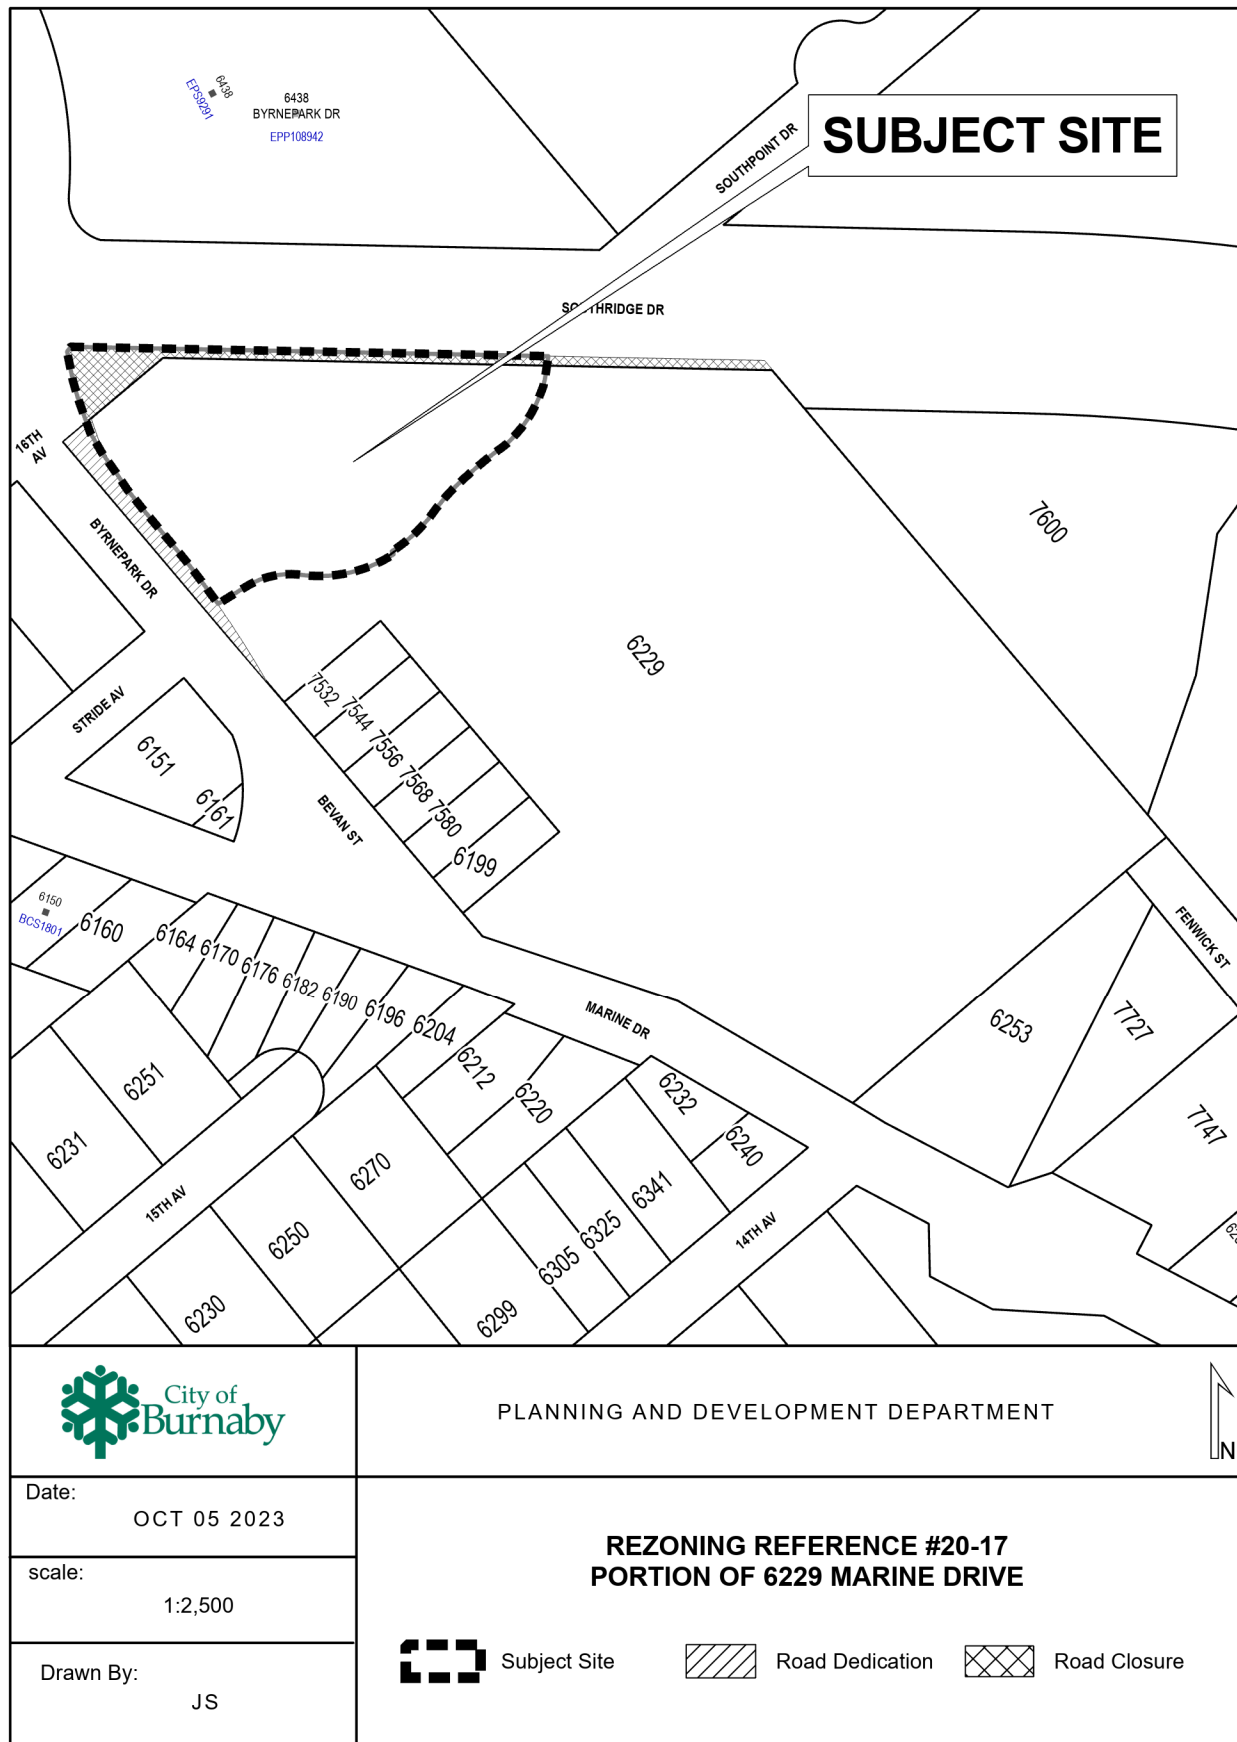 EPS9291
6438
6438
BYRNEPARK DR
EPP108942
SOUTHPOINT DR
SUBJECT SITE
SOUTHRIDGE DR
16TH
AV
BYRNEPARK DR
7600
6229
STRIDE AV
7532
7544
7556
7568
7580
6199
6151
6161
BEVAN ST
6150
BCS1801
6160
6164
6170
6176
6182
6190
6196
6204
6212
6220
MARINE DR
FENWICK ST
6253
7727
7747
6232
6240
6251
6231
15TH AV
6270
6250
6230
6341
6325
6305
6299
14TH AV
City of
Burnaby
PLANNING AND DEVELOPMENT DEPARTMENT
N
Date:
OCT 05 2023
scale:
1:2,500
Drawn By:
JS
REZONING REFERENCE #20-17
PORTION OF 6229 MARINE DRIVE
Subject Site
Road Dedication
Road Closure